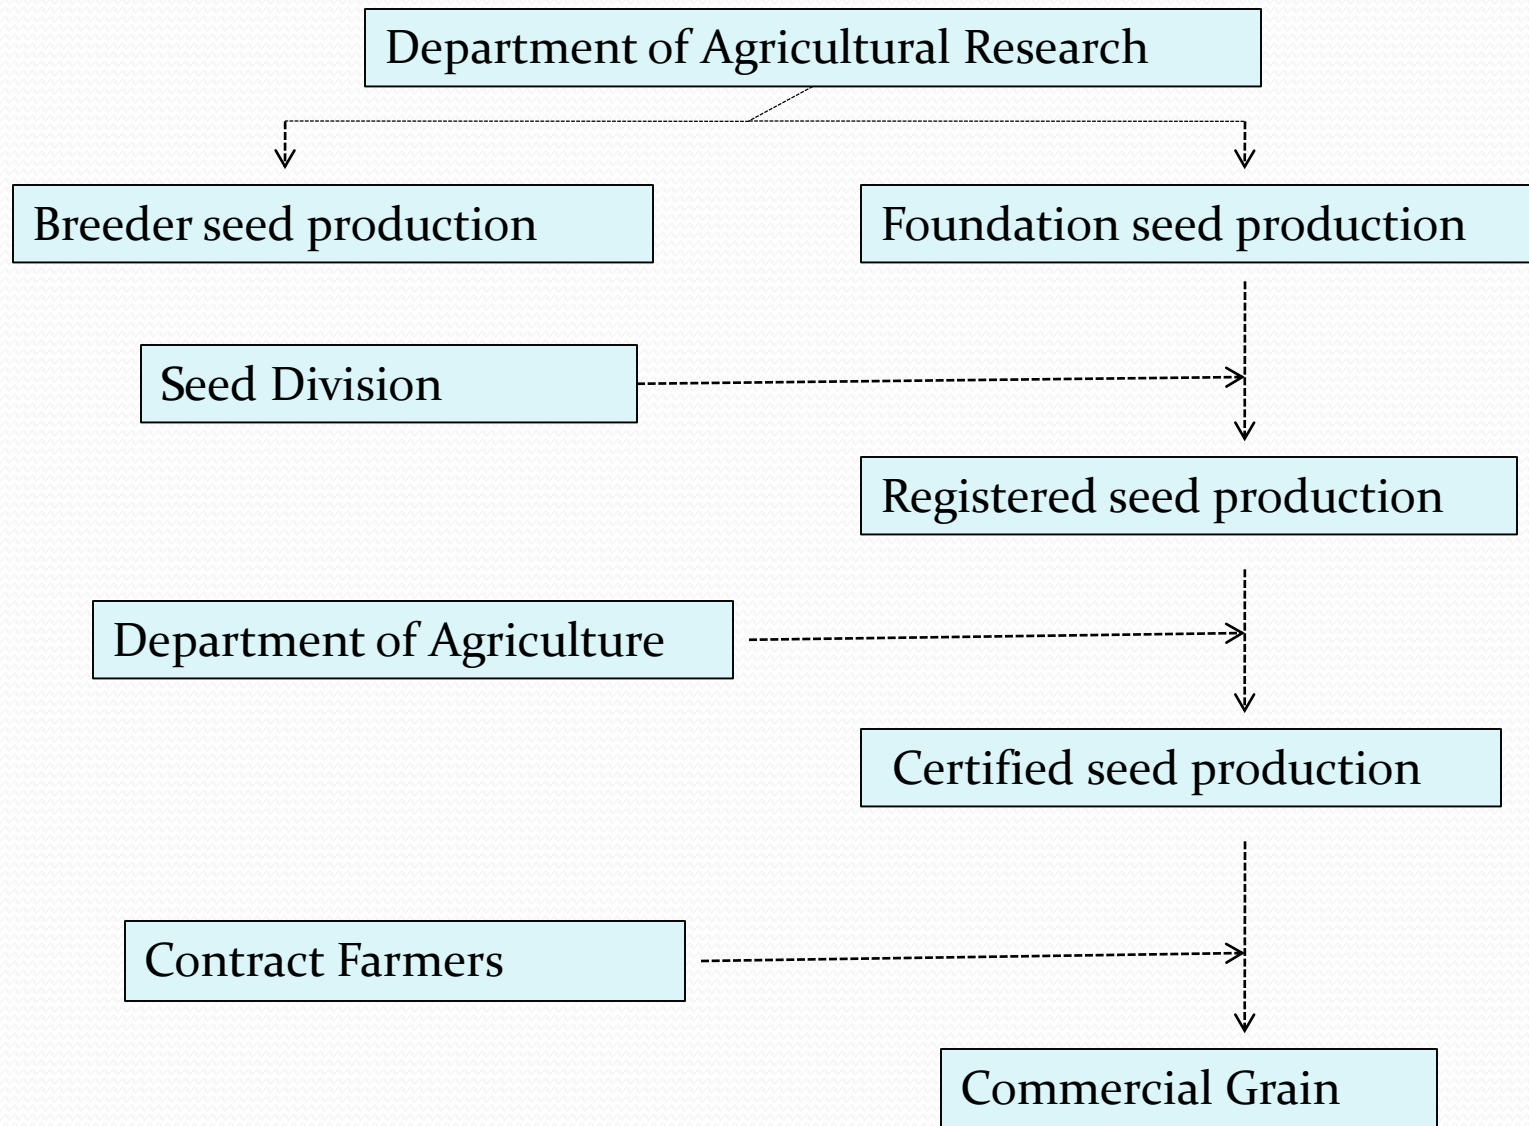 Department of Agricultural Research
Breeder seed production
Foundation seed production
Seed Division
Registered seed production
Department of Agriculture
Certified seed production
Contract Farmers
Commercial Grain